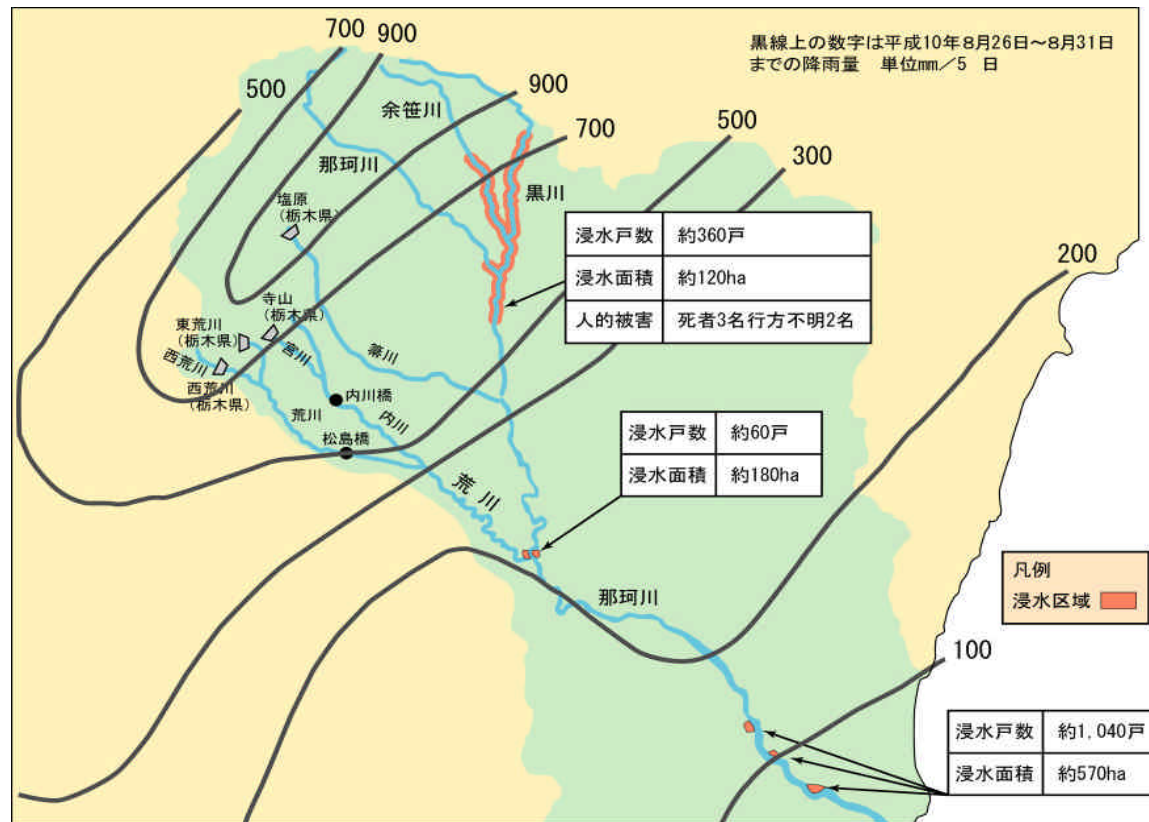 700
900
黒線上の数字は平成10年8月26日～8月31日
までの降雨量　単位mm／5　日
500
900
余笹川
700
500
300
那珂川
黒川
塩原
(栃木県)
浸水戸数 約360戸
浸水面積 約120ha
人的被害 死者3名行方不明2名
200
寺山
(栃木県)
東荒川
(栃木県)
西荒川
西荒川
(栃木県)
宮川
箒川
内川橋
荒川
内川
松島橋
浸水戸数 約60戸
浸水面積 約180ha
荒川
凡例
浸水区域
那珂川
100
浸水戸数 約1,040戸
浸水面積 約570ha